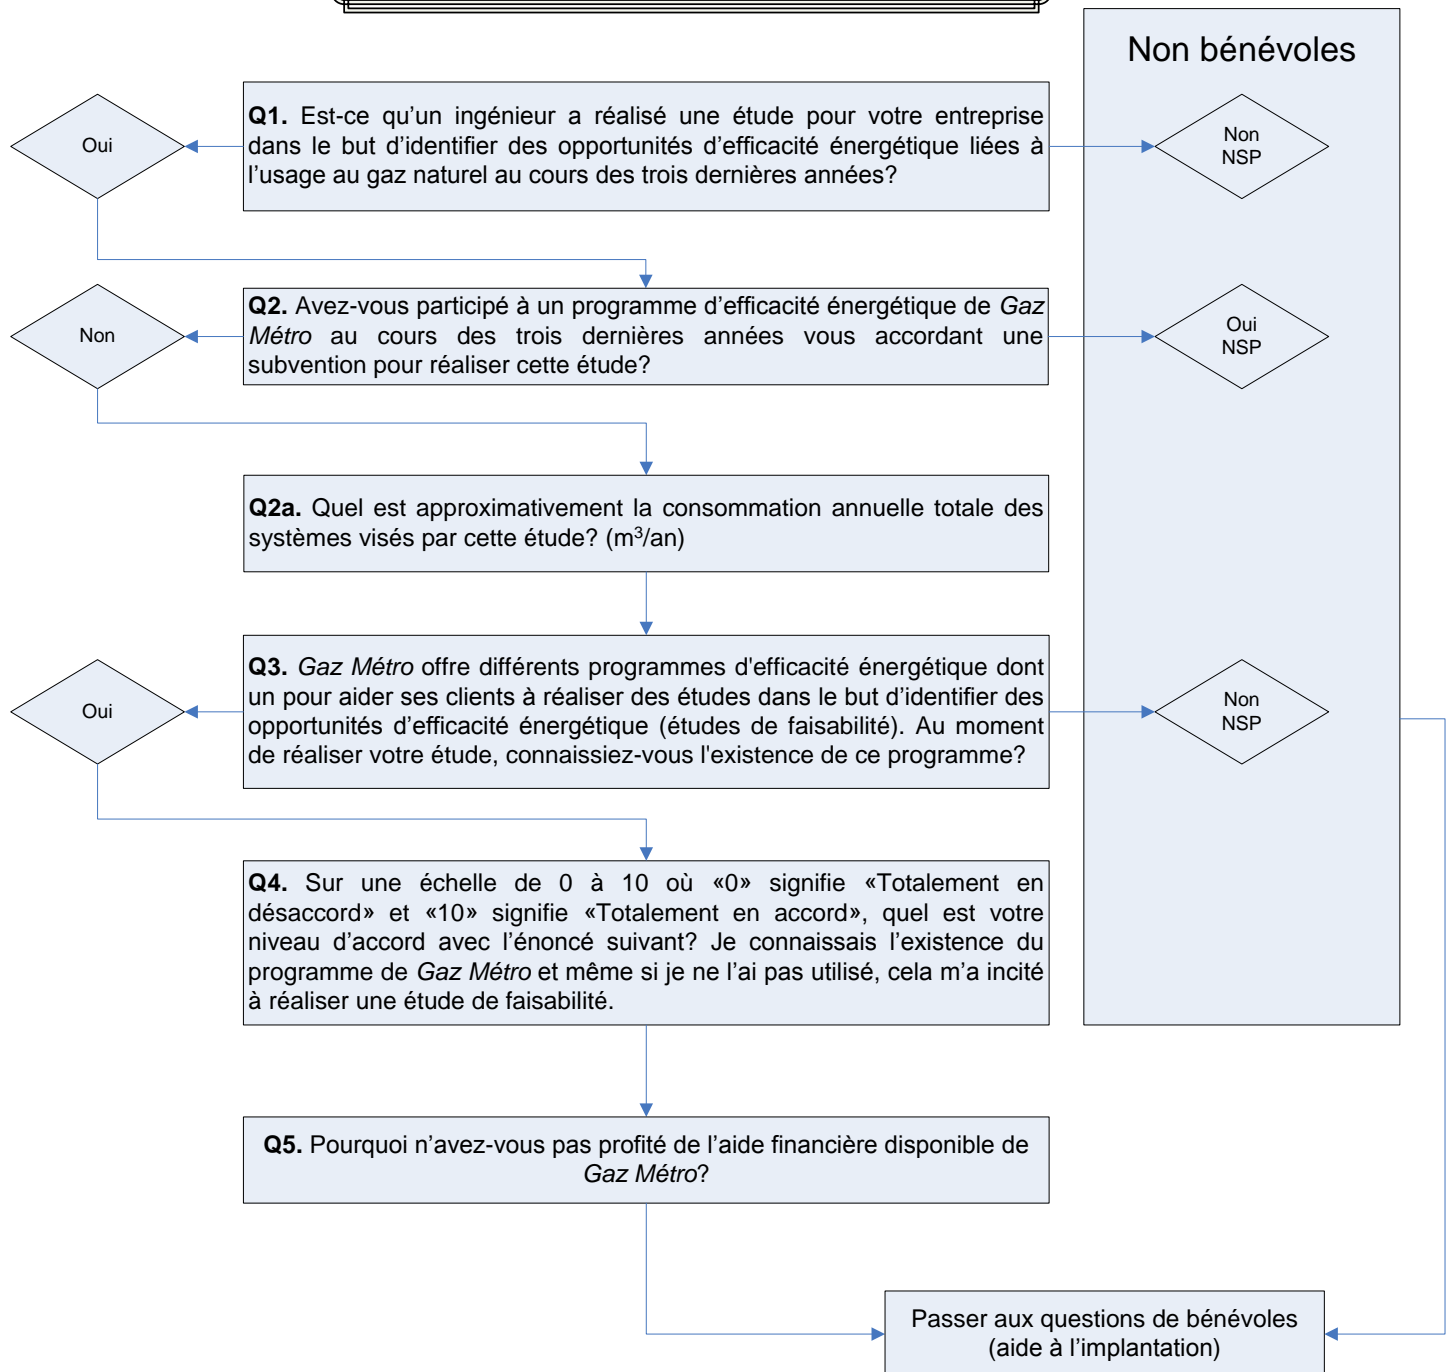 Non bénévoles
Oui
Q1. Est-ce qu’un ingénieur a réalisé une étude pour votre entreprise
dans le but d’identifier des opportunités d’efficacité énergétique liées à
l’usage au gaz naturel au cours des trois dernières années?
Non
NSP
Non
Q2. Avez-vous participé à un programme d’efficacité énergétique de Gaz
Métro au cours des trois dernières années vous accordant une
subvention pour réaliser cette étude?
Oui
NSP
Q2a. Quel est approximativement la consommation annuelle totale des
systèmes visés par cette étude? (m³/an)
Oui
Q3. Gaz Métro offre différents programmes d'efficacité énergétique dont
un pour aider ses clients à réaliser des études dans le but d’identifier des
opportunités d’efficacité énergétique (études de faisabilité). Au moment
de réaliser votre étude, connaissiez-vous l'existence de ce programme?
Non
NSP
Q4. Sur une échelle de 0 à 10 où «0» signifie «Totalement en
désaccord» et «10» signifie «Totalement en accord», quel est votre
niveau d’accord avec l’énoncé suivant? Je connaissais l’existence du
programme de Gaz Métro et même si je ne l’ai pas utilisé, cela m’a incité
à réaliser une étude de faisabilité.
Q5. Pourquoi n’avez-vous pas profité de l’aide financière disponible de
Gaz Métro?
Passer aux questions de bénévoles
(aide à l’implantation)